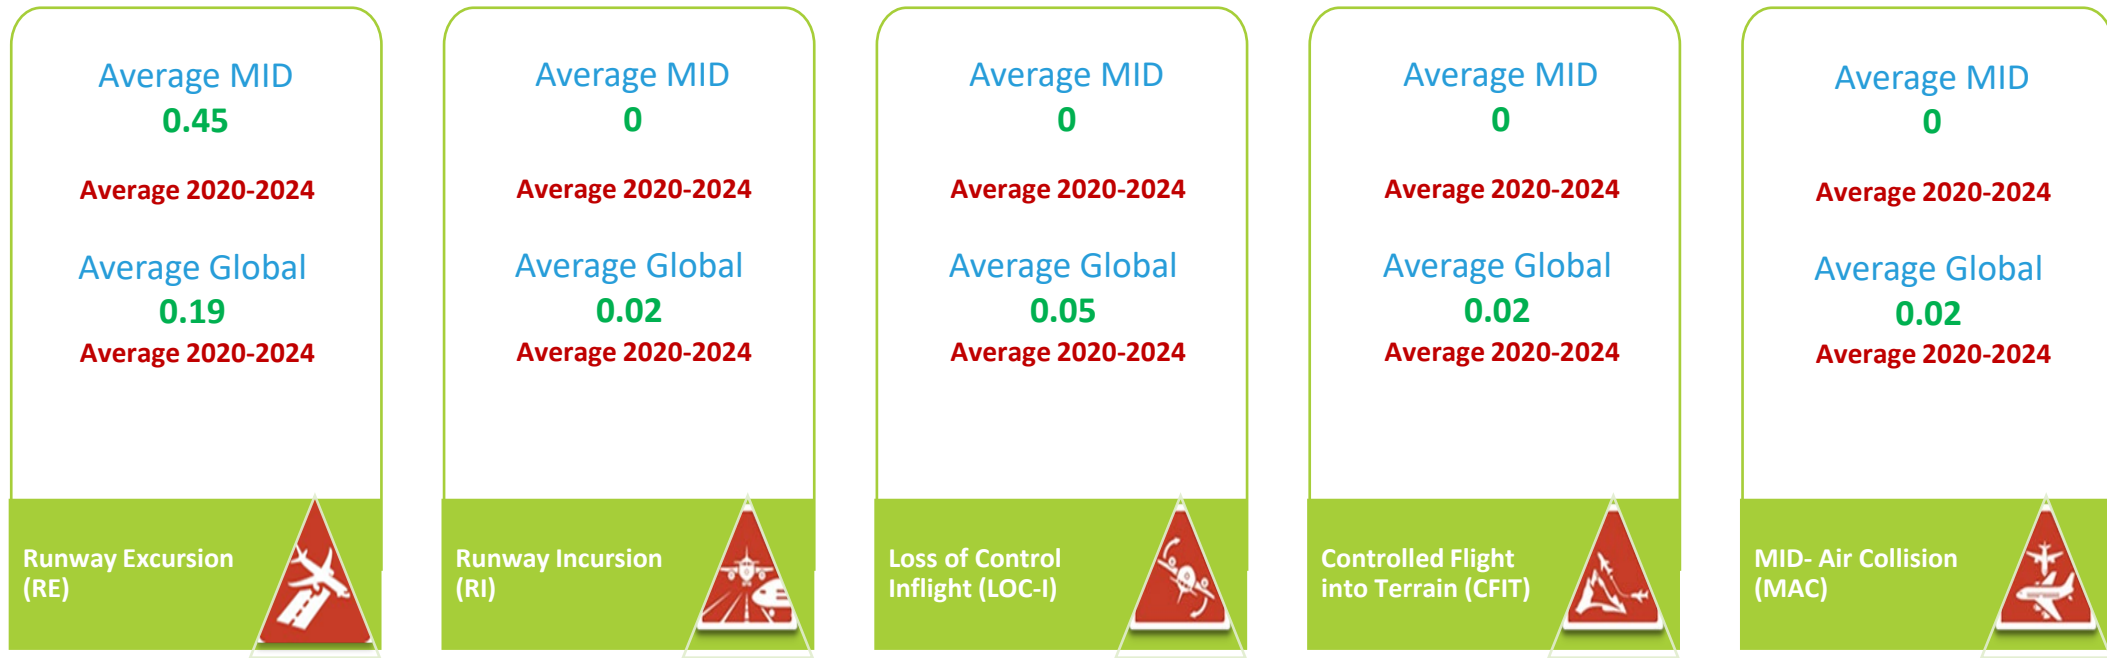 Average MID
0.45
Average 2020-2024
Average Global
0.19
Average 2020-2024
Runway Excursion
(RE)
Average MID
0
Average 2020-2024
Average Global
0.02
Average 2020-2024
Runway Incursion
(RI)
Average MID
0
Average 2020-2024
Average Global
0.05
Average 2020-2024
Loss of Control
Inflight (LOC-I)
Average MID
0
Average 2020-2024
Average Global
0.02
Average 2020-2024
Controlled Flight
into Terrain (CFIT)
Average MID
0
Average 2020-2024
Average Global
0.02
Average 2020-2024
MID- Air Collision
(MAC)